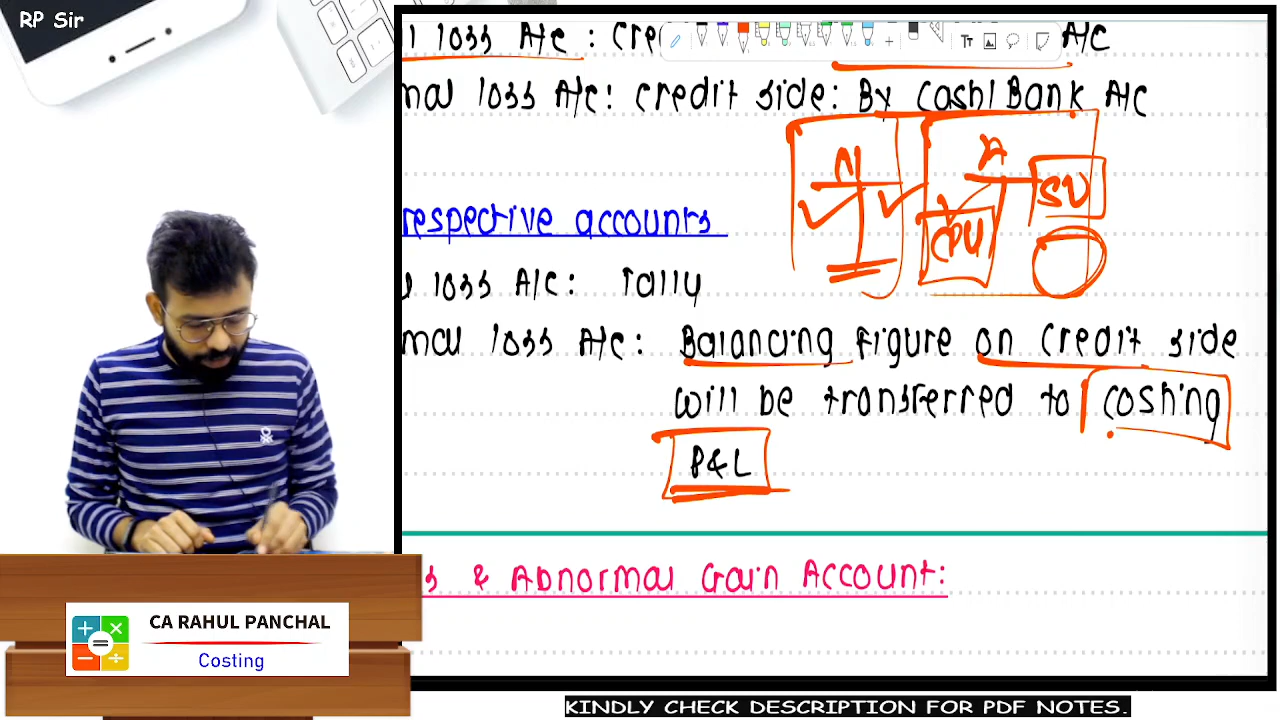 RP Sir
l loss A/c : Cre A/c
mal loss A/c: credit side: By Cash/Bank A/c
N
A
SV
CPU
respective accounts
l loss A/c: Tally
mal loss A/c: Balancing figure on credit side
will be transferred to Costing
P&L
s & Abnormal Gain Account:
CA RAHUL PANCHAL
Costing
KINDLY CHECK DESCRIPTION FOR PDF NOTES.